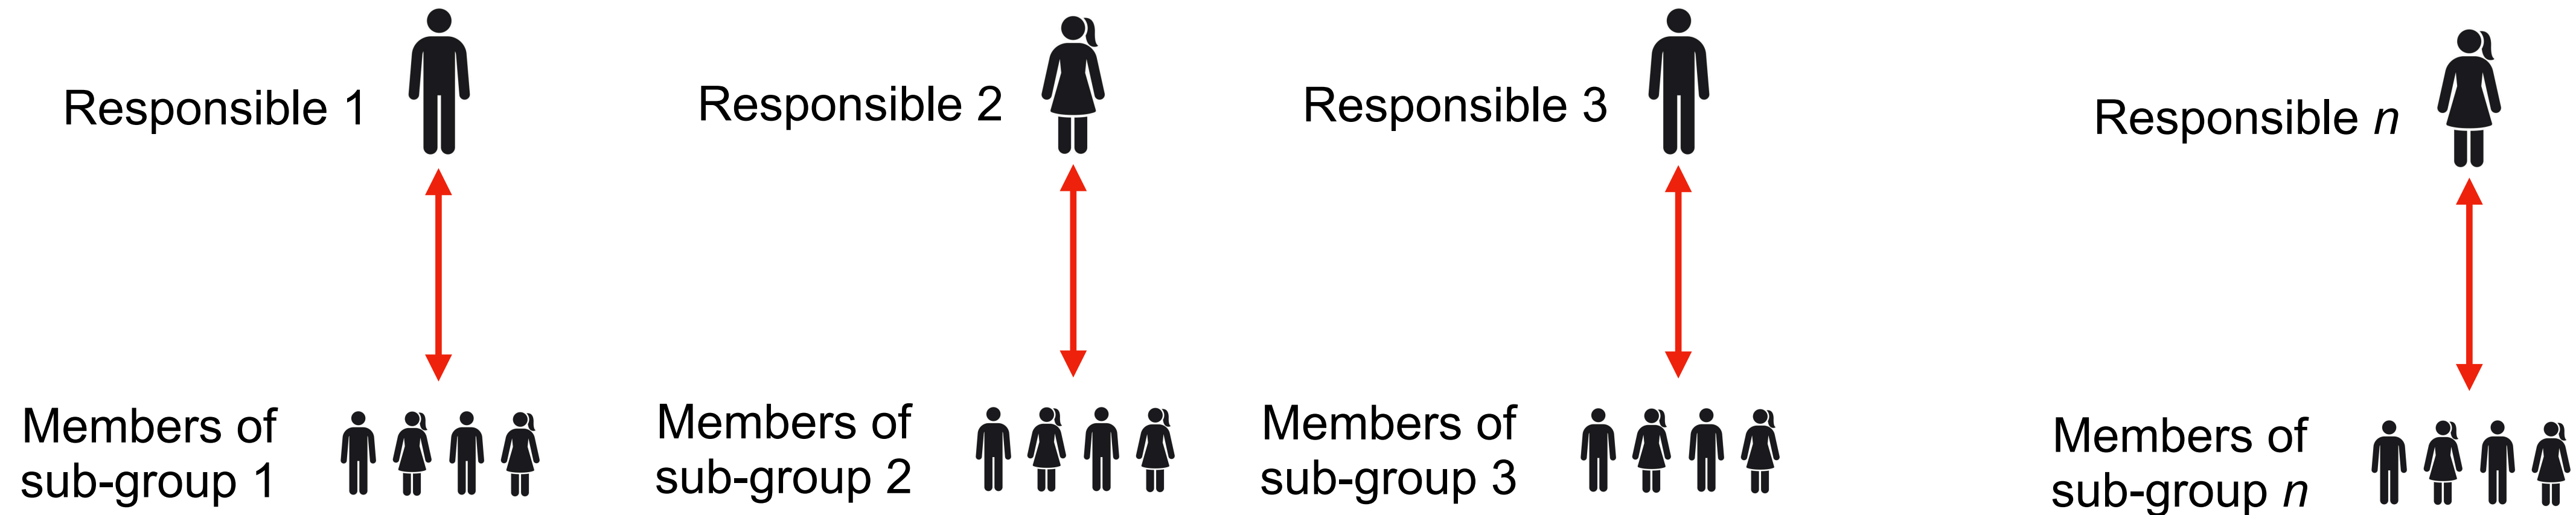 Responsible 1
Responsible 2
Responsible 3
Responsible n
Members of
sub-group 1
Members of
sub-group 2
Members of
sub-group 3
Members of
sub-group n